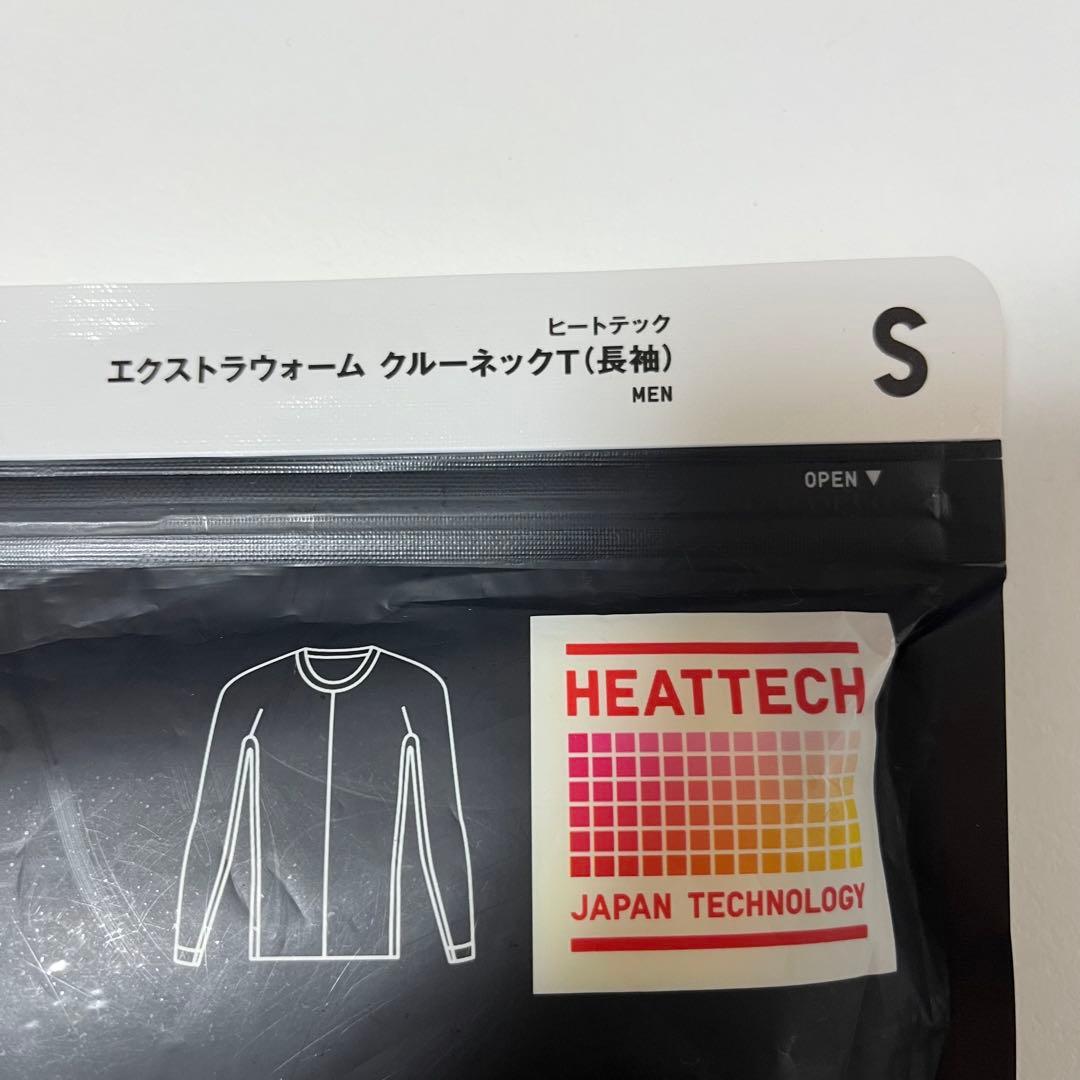 ヒートテック
エクストラウォーム クルーネックT(長袖)
MEN
S
OPEN ▼
HEATTECH
JAPAN TECHNOLOGY